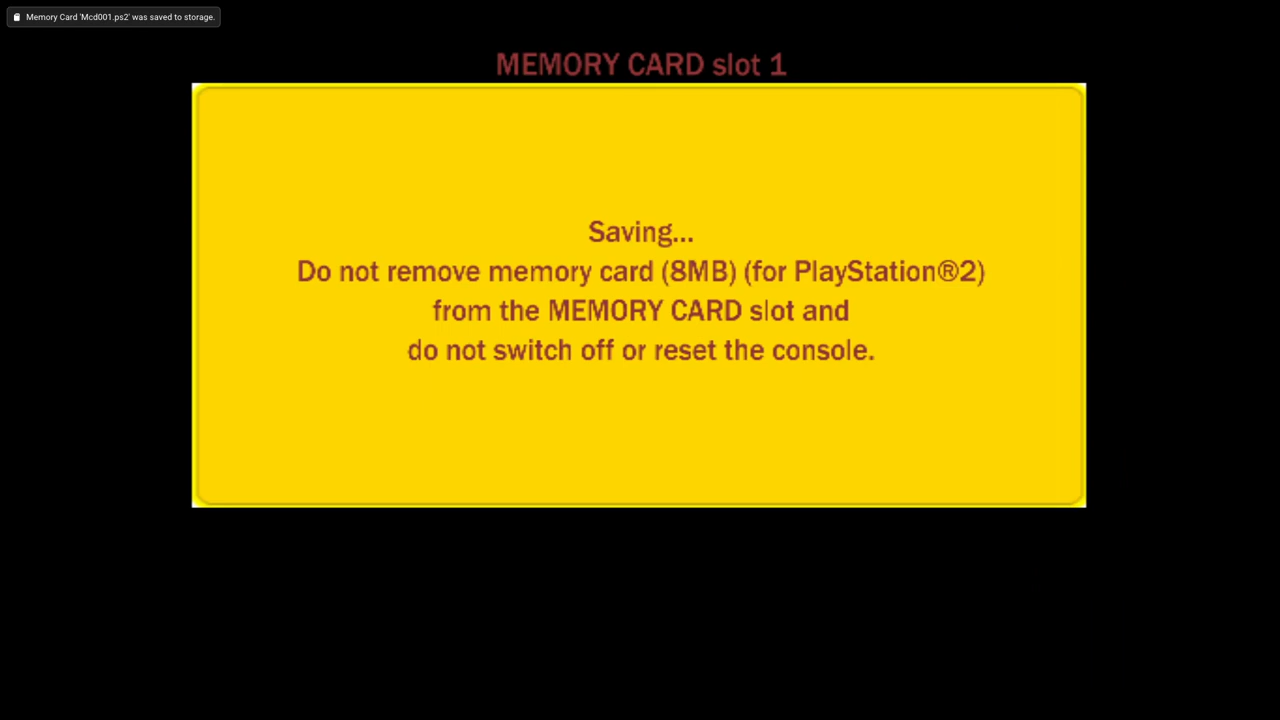 Memory Card 'Mcd001.ps2' was saved to storage.
MEMORY CARD slot 1
Saving...
Do not remove memory card (8MB) (for PlayStation®2)
from the MEMORY CARD slot and
do not switch off or reset the console.